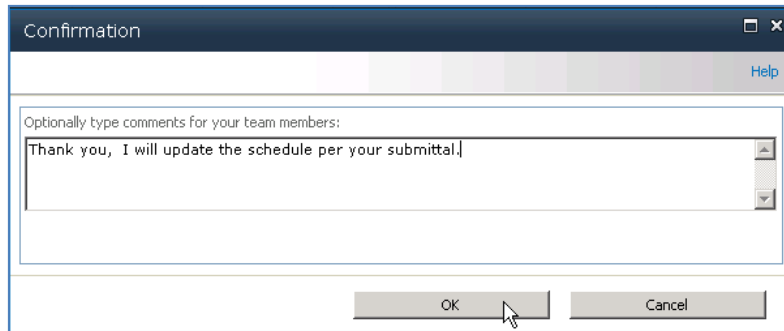 Confirmation
Help
Optionally type comments for your team members:
Thank you, I will update the schedule per your submittal.
OK
Cancel